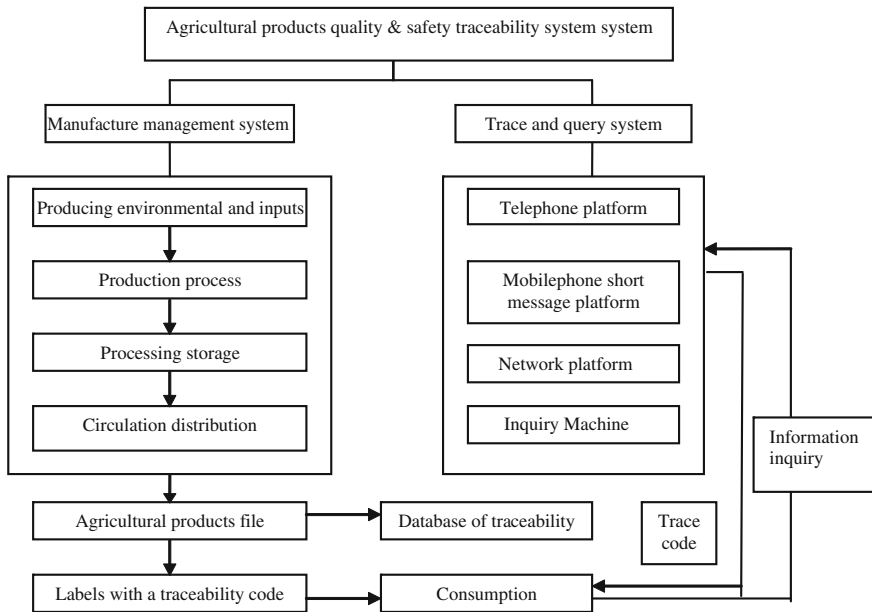 Agricultural products quality & safety traceability system system
Manufacture management system
Trace and query system
Producing environmental and inputs
Production process
Processing storage
Circulation distribution
Telephone platform
Mobilephone short
message platform
Network platform
Inquiry Machine
Information
inquiry
Agricultural products file
Database of traceability
Trace
code
Labels with a traceability code
Consumption